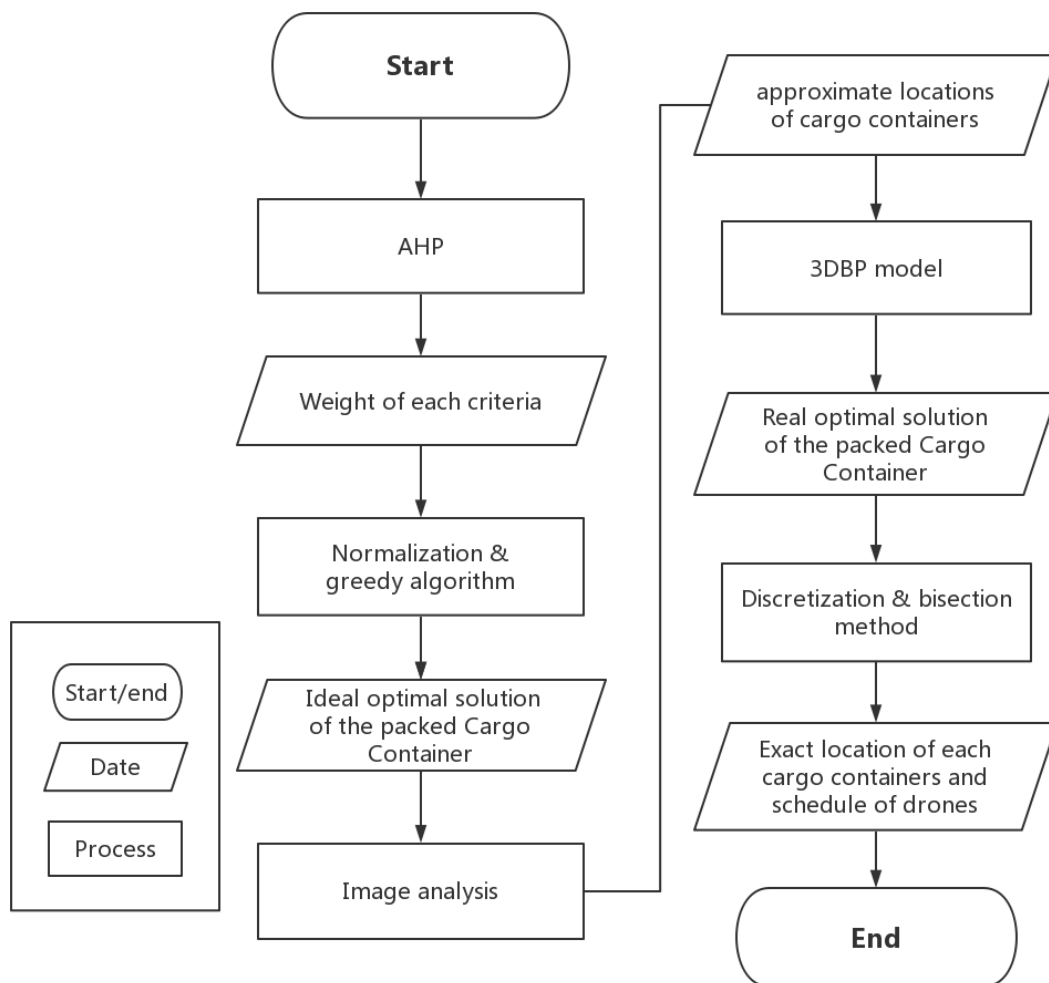 Start
AHP
Weight of each criteria
Normalization &
greedy algorithm
Ideal optimal solution
of the packed Cargo
Container
Image analysis
approximate locations
of cargo containers
3DBP model
Real optimal solution
of the packed Cargo
Container
Discretization & bisection
method
Exact location of each
cargo containers and
schedule of drones
End
Start/end
Date
Process